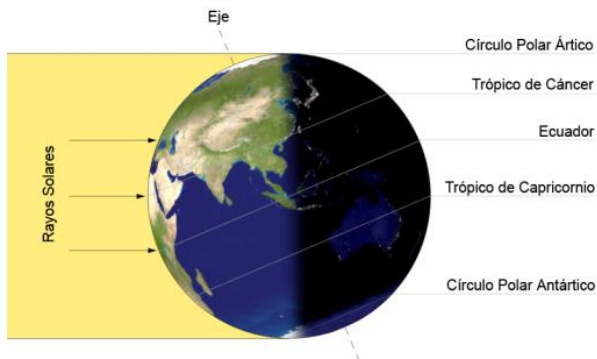 Eje
Círculo Polar Ártico
Trópico de Cáncer
Ecuador
Rayos Solares
Trópico de Capricornio
Círculo Polar Antártico